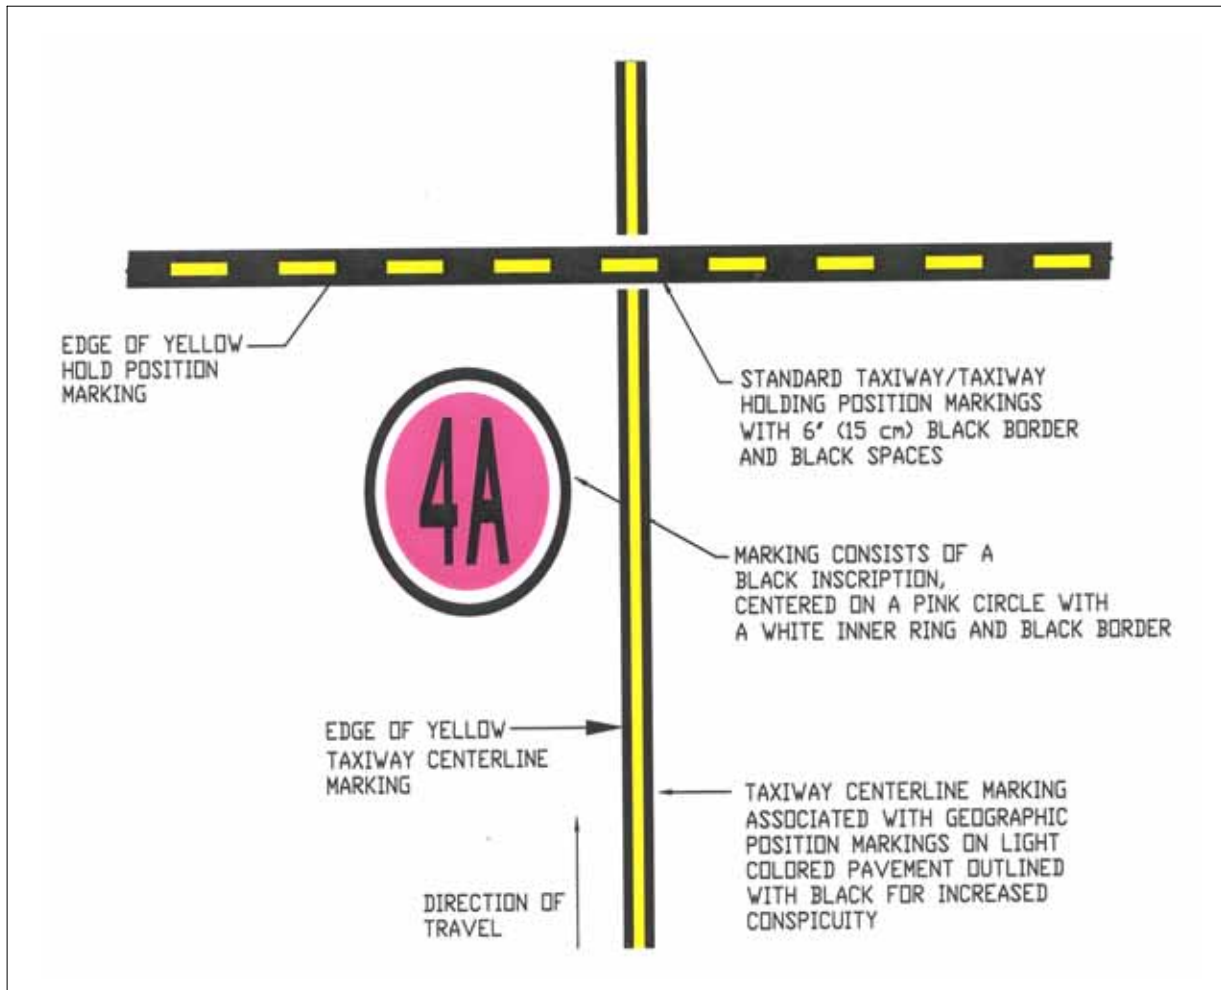 EDGE OF YELLOW
HOLD POSITION
MARKING
STANDARD TAXIWAY/TAXIWAY
HOLDING POSITION MARKINGS
WITH 6" (15 cm) BLACK BORDER
AND BLACK SPACES
4A
MARKING CONSISTS OF A
BLACK INSCRIPTION,
CENTERED ON A PINK CIRCLE WITH
A WHITE INNER RING AND BLACK BORDER
EDGE OF YELLOW
TAXIWAY CENTERLINE
MARKING
TAXIWAY CENTERLINE MARKING
ASSOCIATED WITH GEOGRAPHIC
POSITION MARKINGS ON LIGHT
COLORED PAVEMENT OUTLINED
WITH BLACK FOR INCREASED
CONSPICUITY
DIRECTION OF
TRAVEL